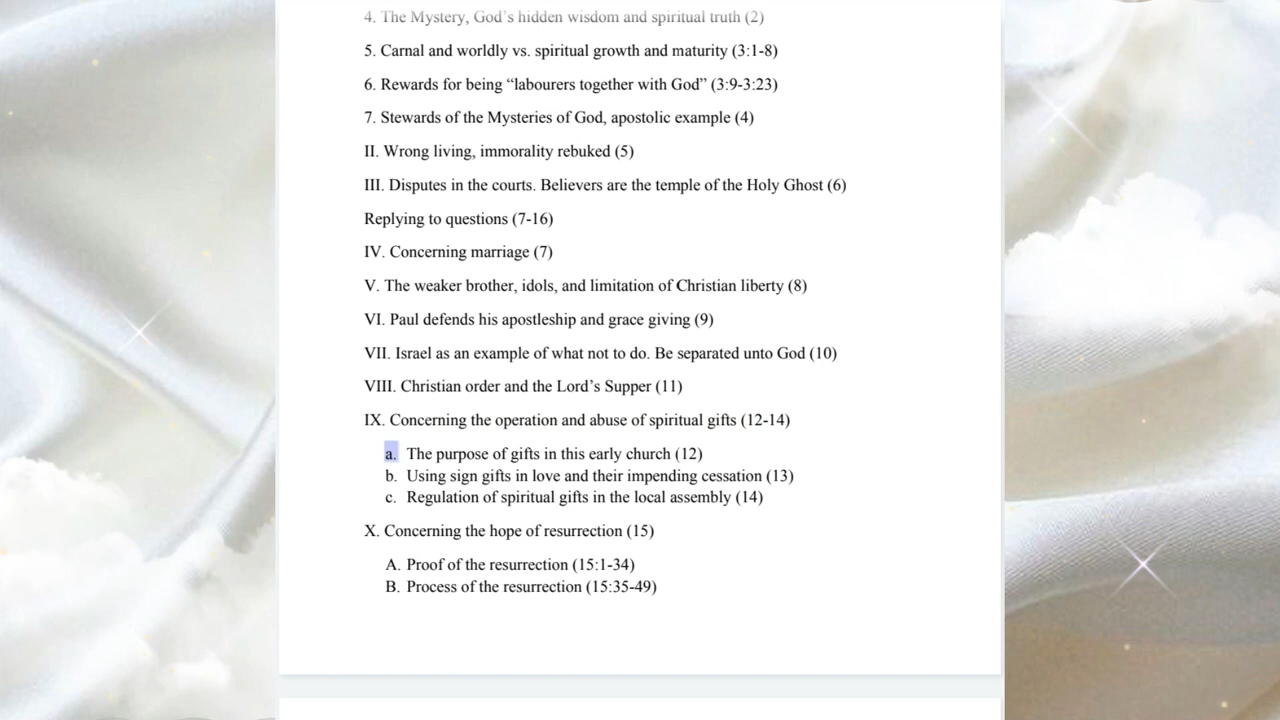 4. The Mystery, God’s hidden wisdom and spiritual truth (2)
5. Carnal and worldly vs. spiritual growth and maturity (3:1-8)
6. Rewards for being “labourers together with God” (3:9-3:23)
7. Stewards of the Mysteries of God, apostolic example (4)
II. Wrong living, immorality rebuked (5)
III. Disputes in the courts. Believers are the temple of the Holy Ghost (6)
Replying to questions (7-16)
IV. Concerning marriage (7)
V. The weaker brother, idols, and limitation of Christian liberty (8)
VI. Paul defends his apostleship and grace giving (9)
VII. Israel as an example of what not to do. Be separated unto God (10)
VIII. Christian order and the Lord’s Supper (11)
IX. Concerning the operation and abuse of spiritual gifts (12-14)
a. The purpose of gifts in this early church (12)
b. Using sign gifts in love and their impending cessation (13)
c. Regulation of spiritual gifts in the local assembly (14)
X. Concerning the hope of resurrection (15)
A. Proof of the resurrection (15:1-34)
B. Process of the resurrection (15:35-49)